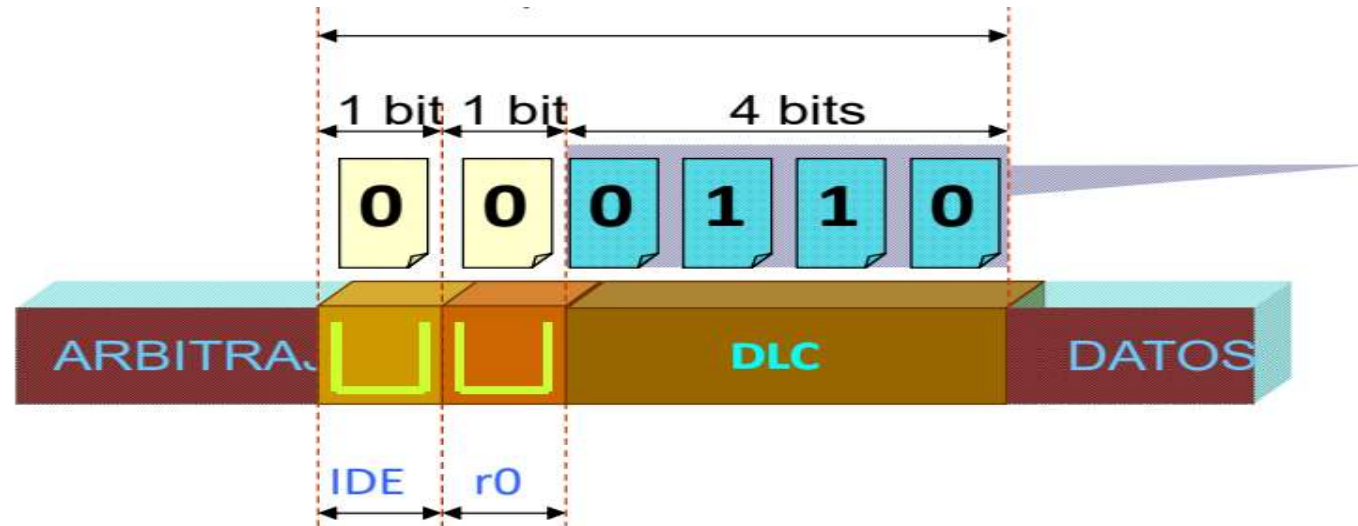 1 bit 1 bit 4 bits
0 0 0 1 1 0
ARBITRAJ DLC DATOS
IDE r0